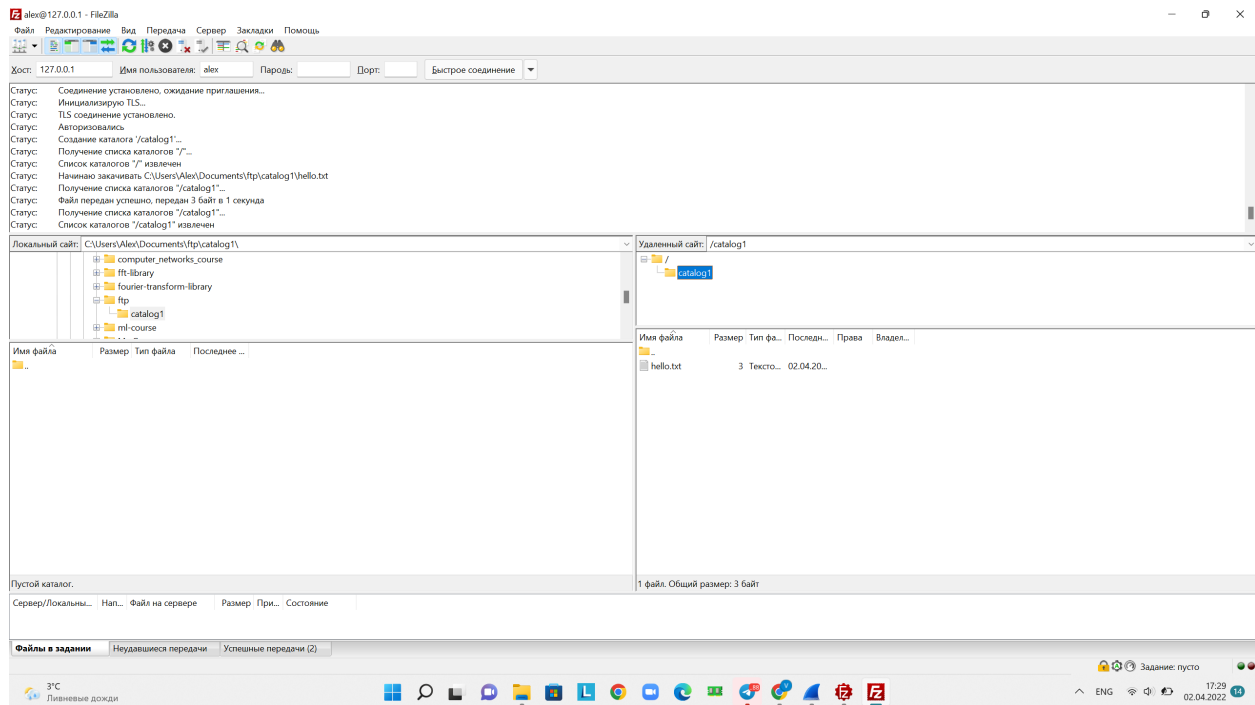 alex@127.0.0.1 - FileZilla
Файл Редактирование Вид Передача Сервер Закладки Помощь
Хост: 127.0.0.1 Имя пользователя: alex Пароль: Порт: Быстрое соединение
Статус: Соединение установлено, ожидание приглашения...
Статус: Инициализирую TLS...
Статус: TLS соединение установлено.
Статус: Авторизовались
Статус: Создание каталога '/catalog1'...
Статус: Получение списка каталогов "/"...
Статус: Список каталогов "/" извлечен
Статус: Начинаю закачивать C:\Users\Alex\Documents\ftp\catalog1\hello.txt
Статус: Получение списка каталогов "/catalog1"...
Статус: Файл передан успешно, передан 3 байт в 1 секунда
Статус: Получение списка каталогов "/catalog1"...
Статус: Список каталогов "/catalog1" извлечен
Локальный сайт: C:\Users\Alex\Documents\ftp\catalog1\
computer_networks_course
fft-library
fourier-transform-library
ftp
catalog1
ml-course
Имя файла Размер Тип файла Последнее ...
..
Пустой каталог.
Удаленный сайт: /catalog1
/
catalog1
Имя файла Размер Тип фа... Последн... Права Владел...
..
hello.txt 3 Тексто... 02.04.20...
1 файл. Общий размер: 3 байт
Сервер/Локальны... Нап... Файл на сервере Размер При... Состояние
Файлы в задании Неудавшиеся передачи Успешные передачи (2)
Задание: пусто
3°C
Ливневые дожди
ENG
17:29
02.04.2022
14